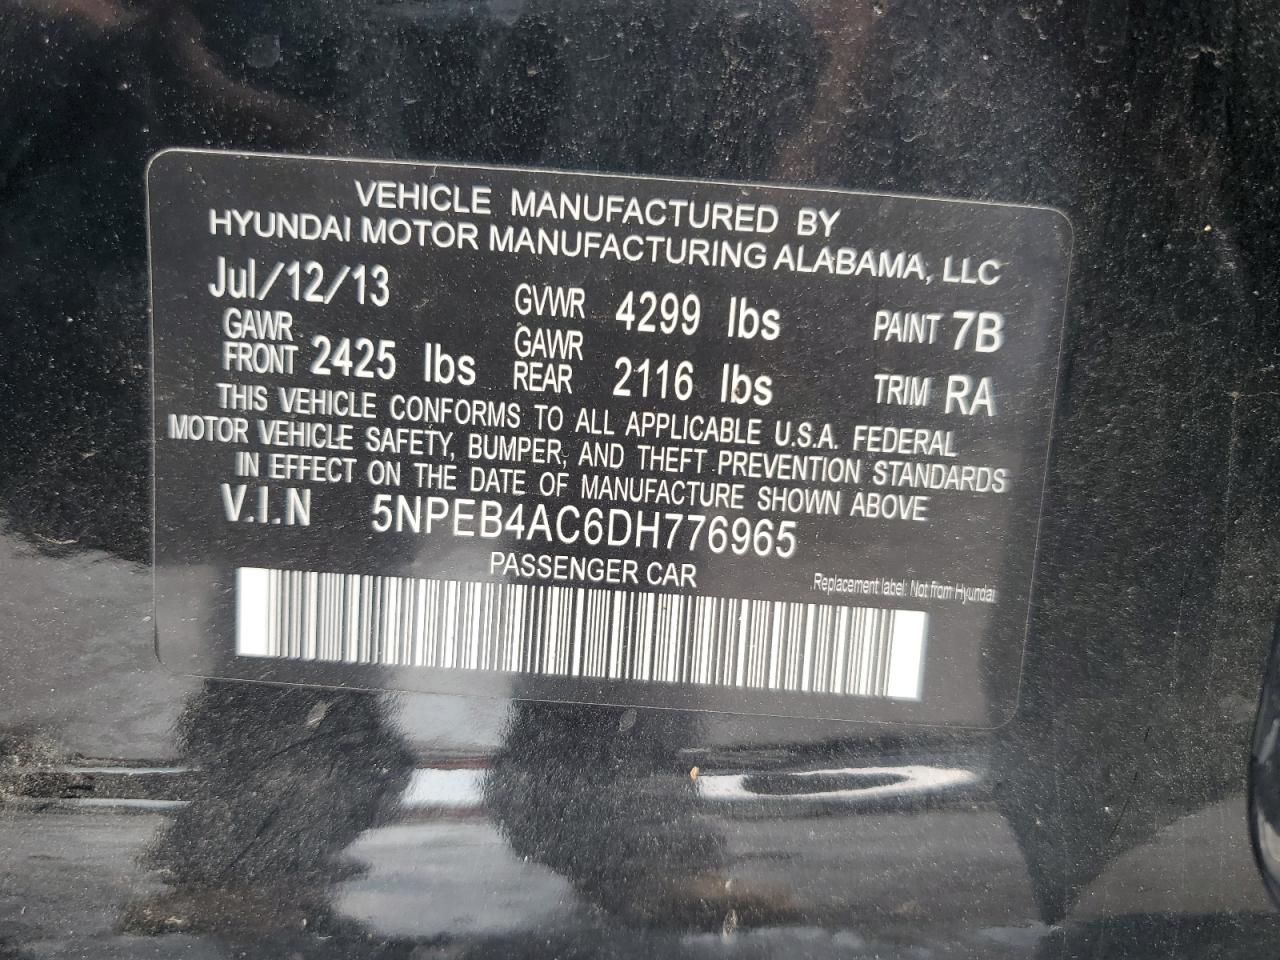 VEHICLE MANUFACTURED BY
HYUNDAI MOTOR MANUFACTURING ALABAMA, LLC
Jul/12/13 GVWR 4299 lbs PAINT 7B
GAWR FRONT 2425 lbs GAWR REAR 2116 lbs TRIM RA
THIS VEHICLE CONFORMS TO ALL APPLICABLE U.S.A. FEDERAL
MOTOR VEHICLE SAFETY, BUMPER, AND THEFT PREVENTION STANDARDS
IN EFFECT ON THE DATE OF MANUFACTURE SHOWN ABOVE
V.I.N 5NPEB4AC6DH776965
PASSENGER CAR
Replacement label: Not from Hyundai